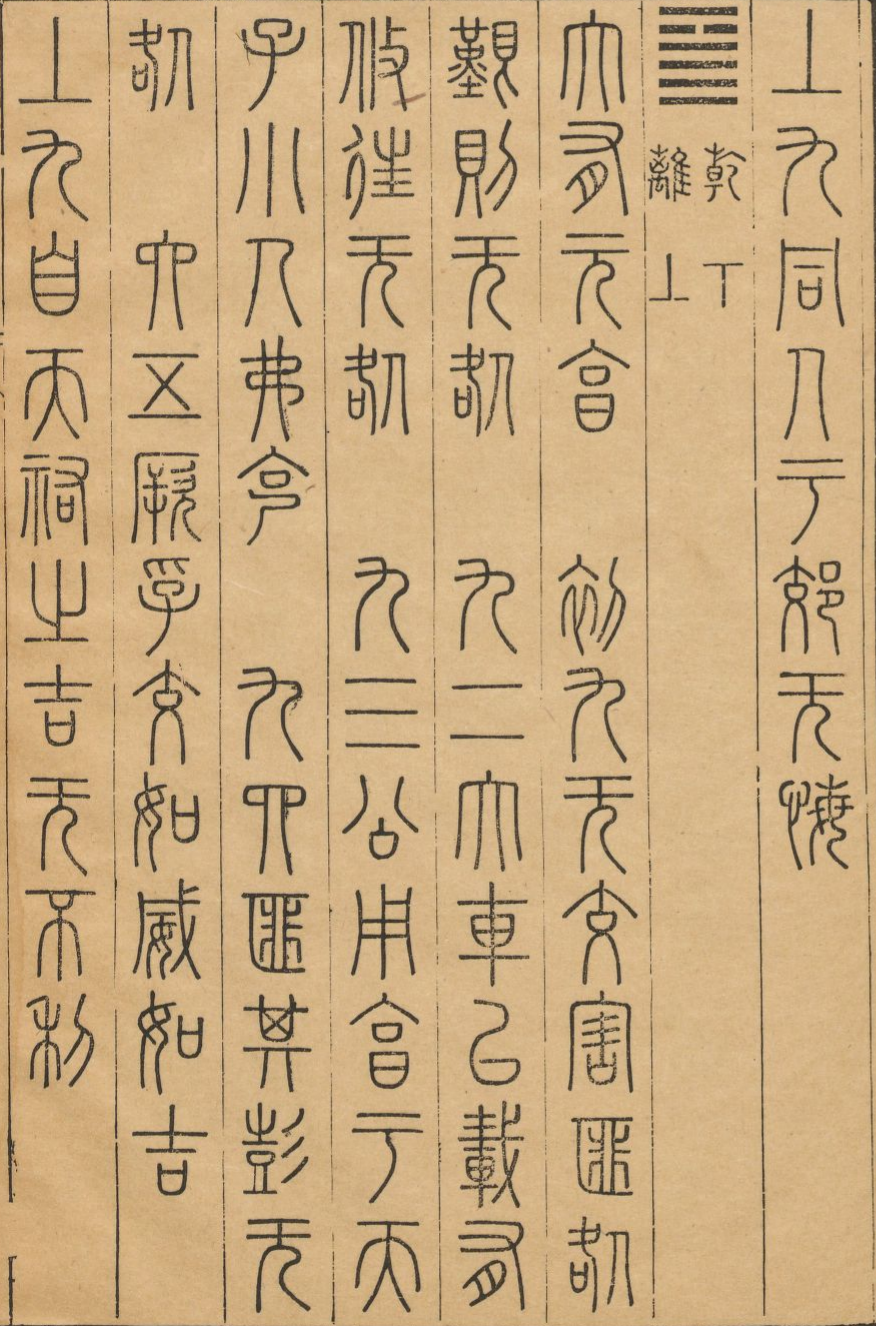 上九同人于郊无悔
䷍ 乾下離上
大有元亨 初九无交害匪咎
艱則无咎 九二大車以載有
攸往无咎 九三公用亨于天
子小人弗克 九四匪其彭无
咎 六五厥孚交如威如吉
上九自天祐之吉无不利